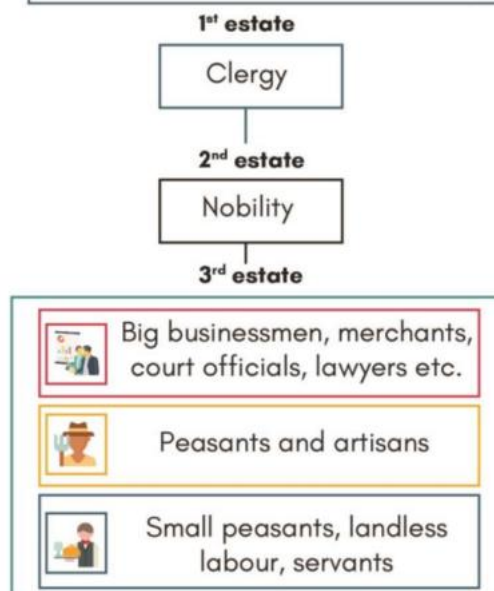 1st estate
Clergy
2nd estate
Nobility
3rd estate
Big businessmen, merchants,
court officials, lawyers etc.
Peasants and artisans
Small peasants, landless
labour, servants